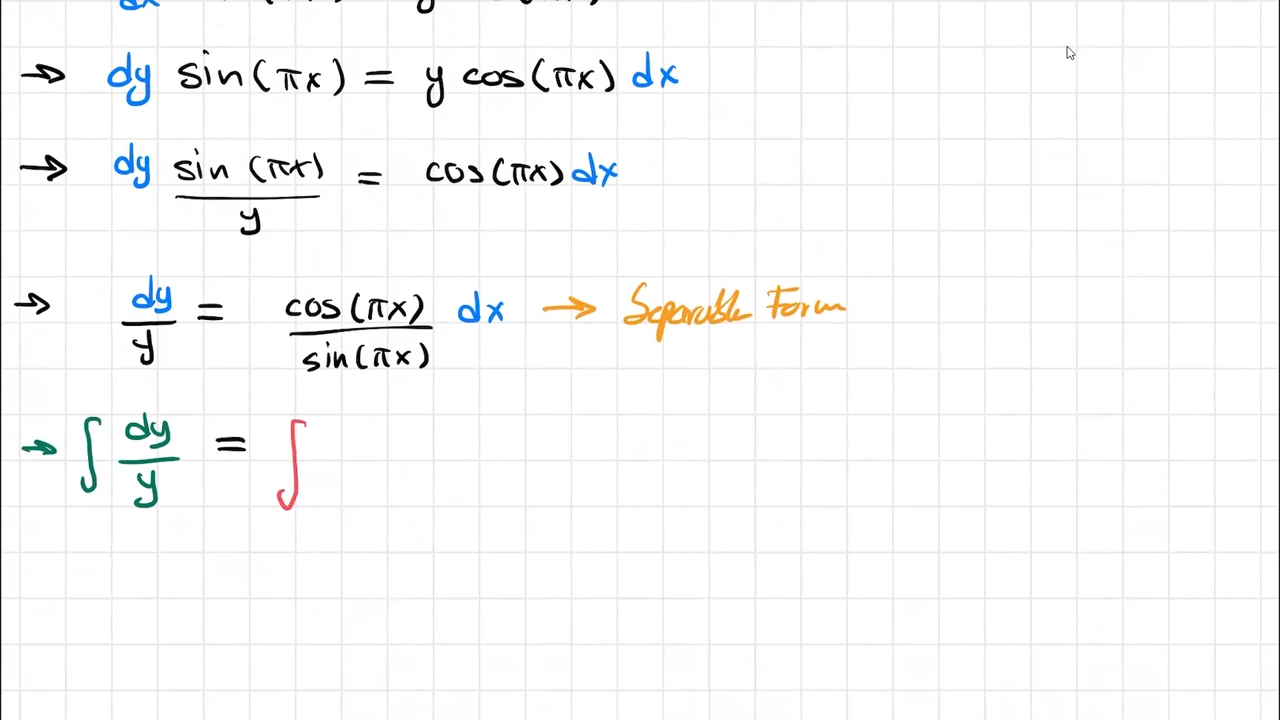 dx
→ dy sin(πx) = y cos(πx) dx
→ dy sin(πx)/y = cos(πx) dx
→ dy/y = cos(πx)/sin(πx) dx → Separable Form
→ ∫ dy/y = ∫